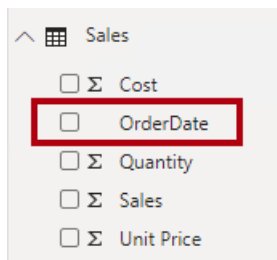 Sales
Σ Cost
OrderDate
Σ Quantity
Σ Sales
Σ Unit Price